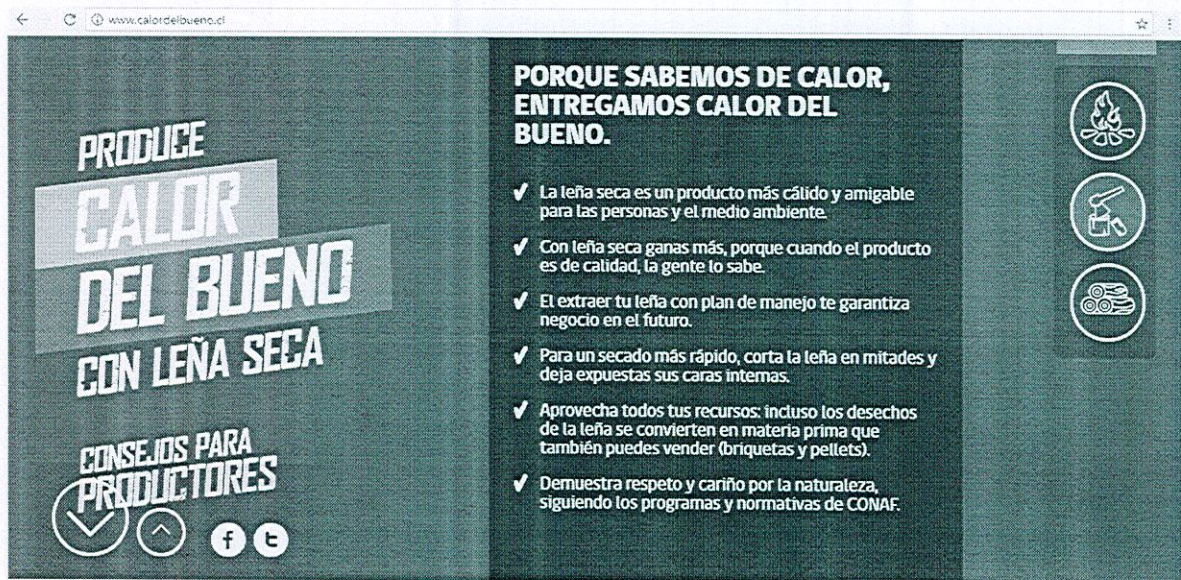 www.calordelbueno.cl
PRODUCE
CALOR
DEL BUENO
CON LEÑA SECA
CONSEJOS PARA
PRODUCTORES
PORQUE SABEMOS DE CALOR,
ENTREGAMOS CALOR DEL
BUENO.
La leña seca es un producto más cálido y amigable
para las personas y el medio ambiente.
Con leña seca ganas más, porque cuando el producto
es de calidad, la gente lo sabe.
El extraer tu leña con plan de manejo te garantiza
negocio en el futuro.
Para un secado más rápido, corta la leña en mitades y
deja expuestas sus caras internas.
Aprovecha todos tus recursos: incluso los desechos
de la leña se convierten en materia prima que
también puedes vender (briquetas y pellets).
Demuestra respeto y cariño por la naturaleza,
siguiendo los programas y normativas de CONAF.